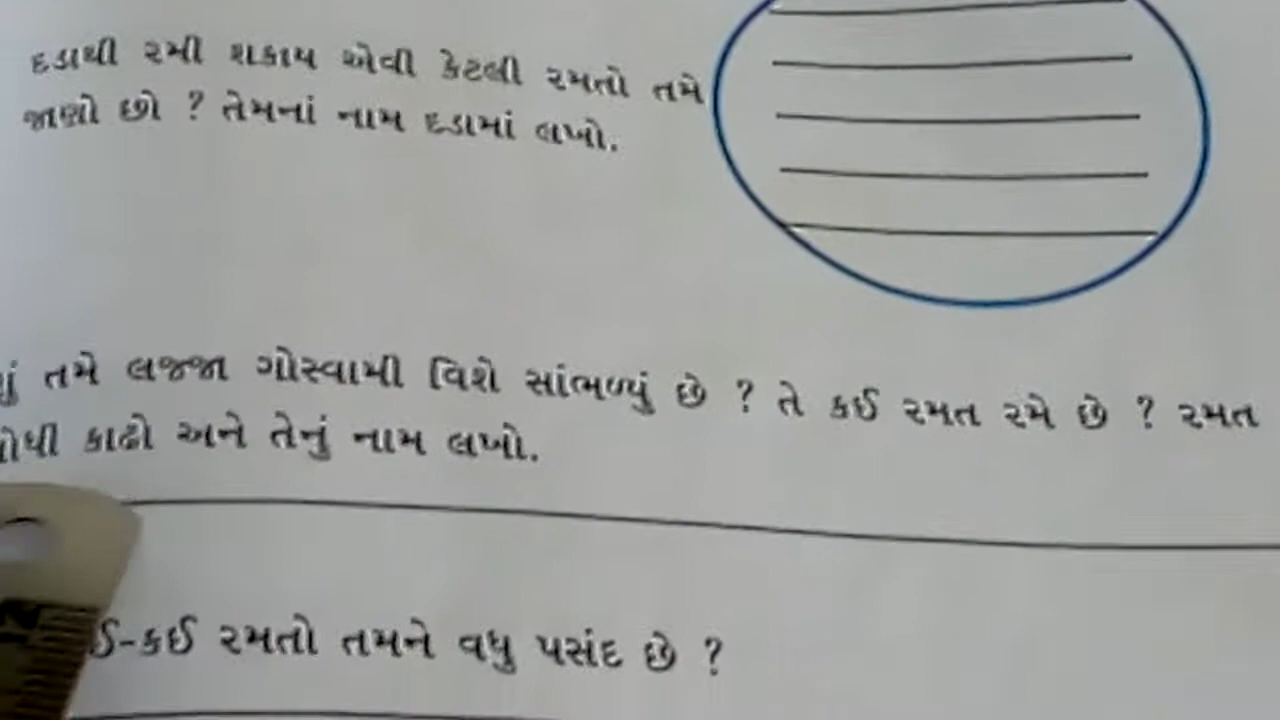 દડાથી રમી શકાય એવી કેટલી રમતો તમે
જાણો છો ? તેમનાં નામ દડામાં લખો.
તમે લજ્જા ગોસ્વામી વિશે સાંભળ્યું છે ? તે કઈ રમત રમે છે ? રમત
કાઢો અને તેનું નામ લખો.
ઈ-કઈ રમતો તમને વધુ પસંદ છે ?